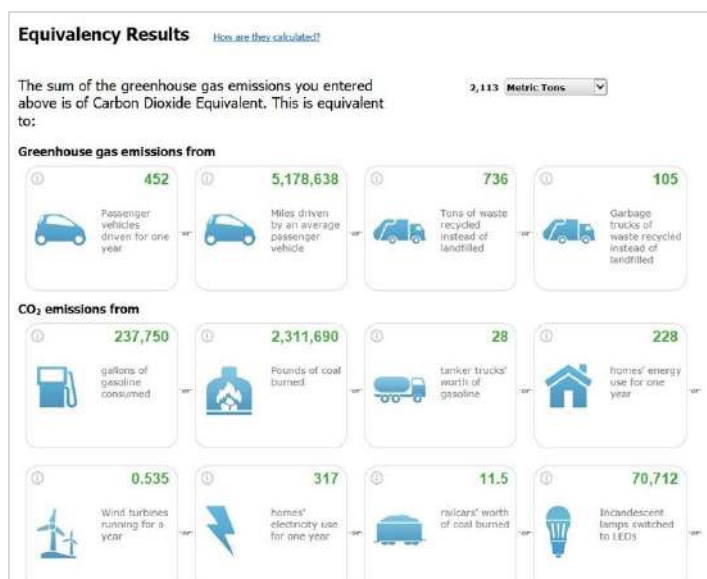 Equivalency Results How are they calculated?
The sum of the greenhouse gas emissions you entered
above is of Carbon Dioxide Equivalent. This is equivalent
to:
2,113 Metric Tons
Greenhouse gas emissions from
452
Passenger
vehicles
driven for one
year
-or-
5,178,638
Miles driven
by an average
passenger
vehicle
-or-
736
Tons of waste
recycled
instead of
landfilled
-or-
105
Garbage
trucks of
waste recycled
instead of
landfilled
CO₂ emissions from
237,750
gallons of
gasoline
consumed
-or-
2,311,690
Pounds of coal
burned
-or-
28
tanker trucks'
worth of
gasoline
-or-
228
homes' energy
use for one
year
-or-
0.535
Wind turbines
running for a
year
-or-
317
homes'
electricity use
for one year
-or-
11.5
railcars' worth
of coal burned
-or-
70,712
Incandescent
lamps switched
to LEDs
-or-